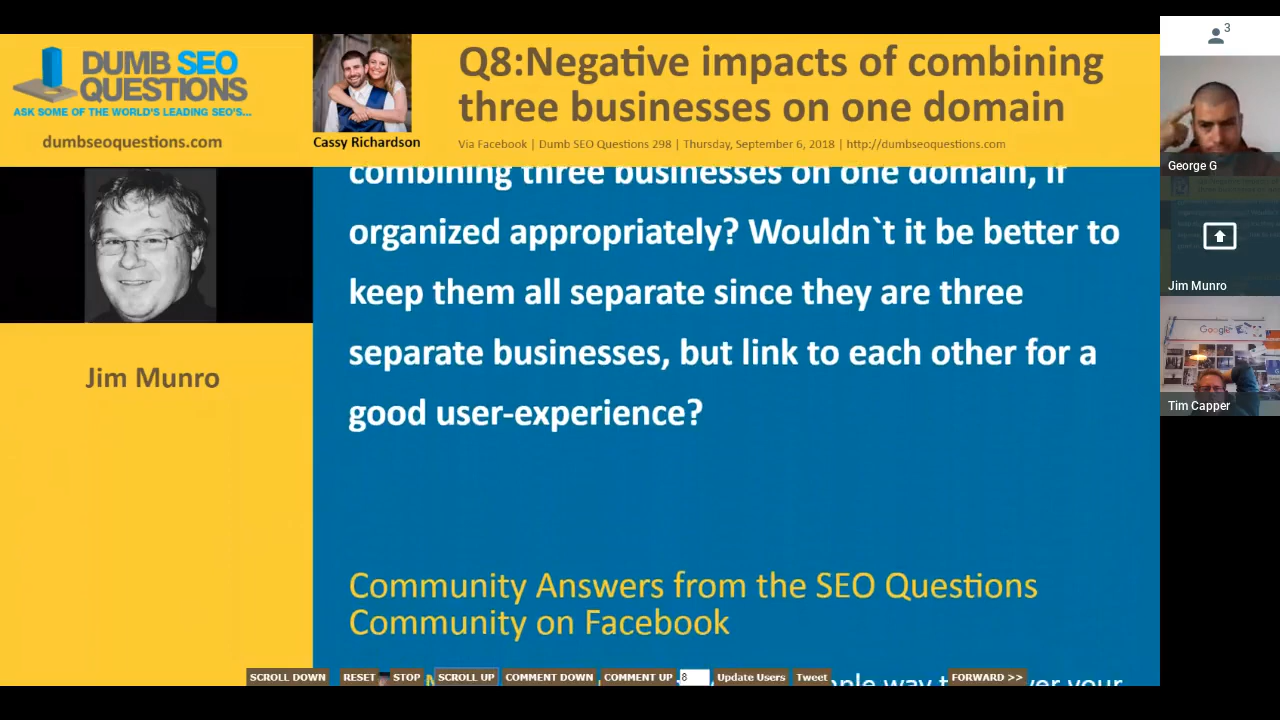 DUMB SEO
QUESTIONS
ASK SOME OF THE WORLD'S LEADING SEO'S...
dumbseoquestions.com
Cassy Richardson
Q8:Negative impacts of combining
three businesses on one domain
Via Facebook | Dumb SEO Questions 298 | Thursday, September 6, 2018 | http://dumbseoquestions.com
combining three businesses on one domain, if
organized appropriately? Wouldn`t it be better to
keep them all separate since they are three
separate businesses, but link to each other for a
good user-experience?
Jim Munro
Community Answers from the SEO Questions
Community on Facebook
way
your
SCROLL DOWN RESET STOP SCROLL UP COMMENT DOWN COMMENT UP 8 Update Users Tweet FORWARD >>
3
George G
Jim Munro
Google
Tim Capper